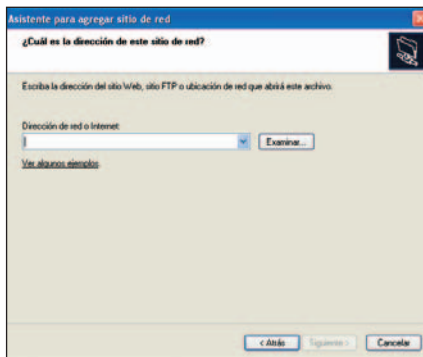 Asistente para agregar sitio de red
¿Cuál es la dirección de este sitio de red?
Escriba la dirección del sitio Web, sitio FTP o ubicación de red que abrirá este archivo.
Dirección de red o Internet:
Examinar...
Ver algunos ejemplos.
< Atrás Siguiente > Cancelar